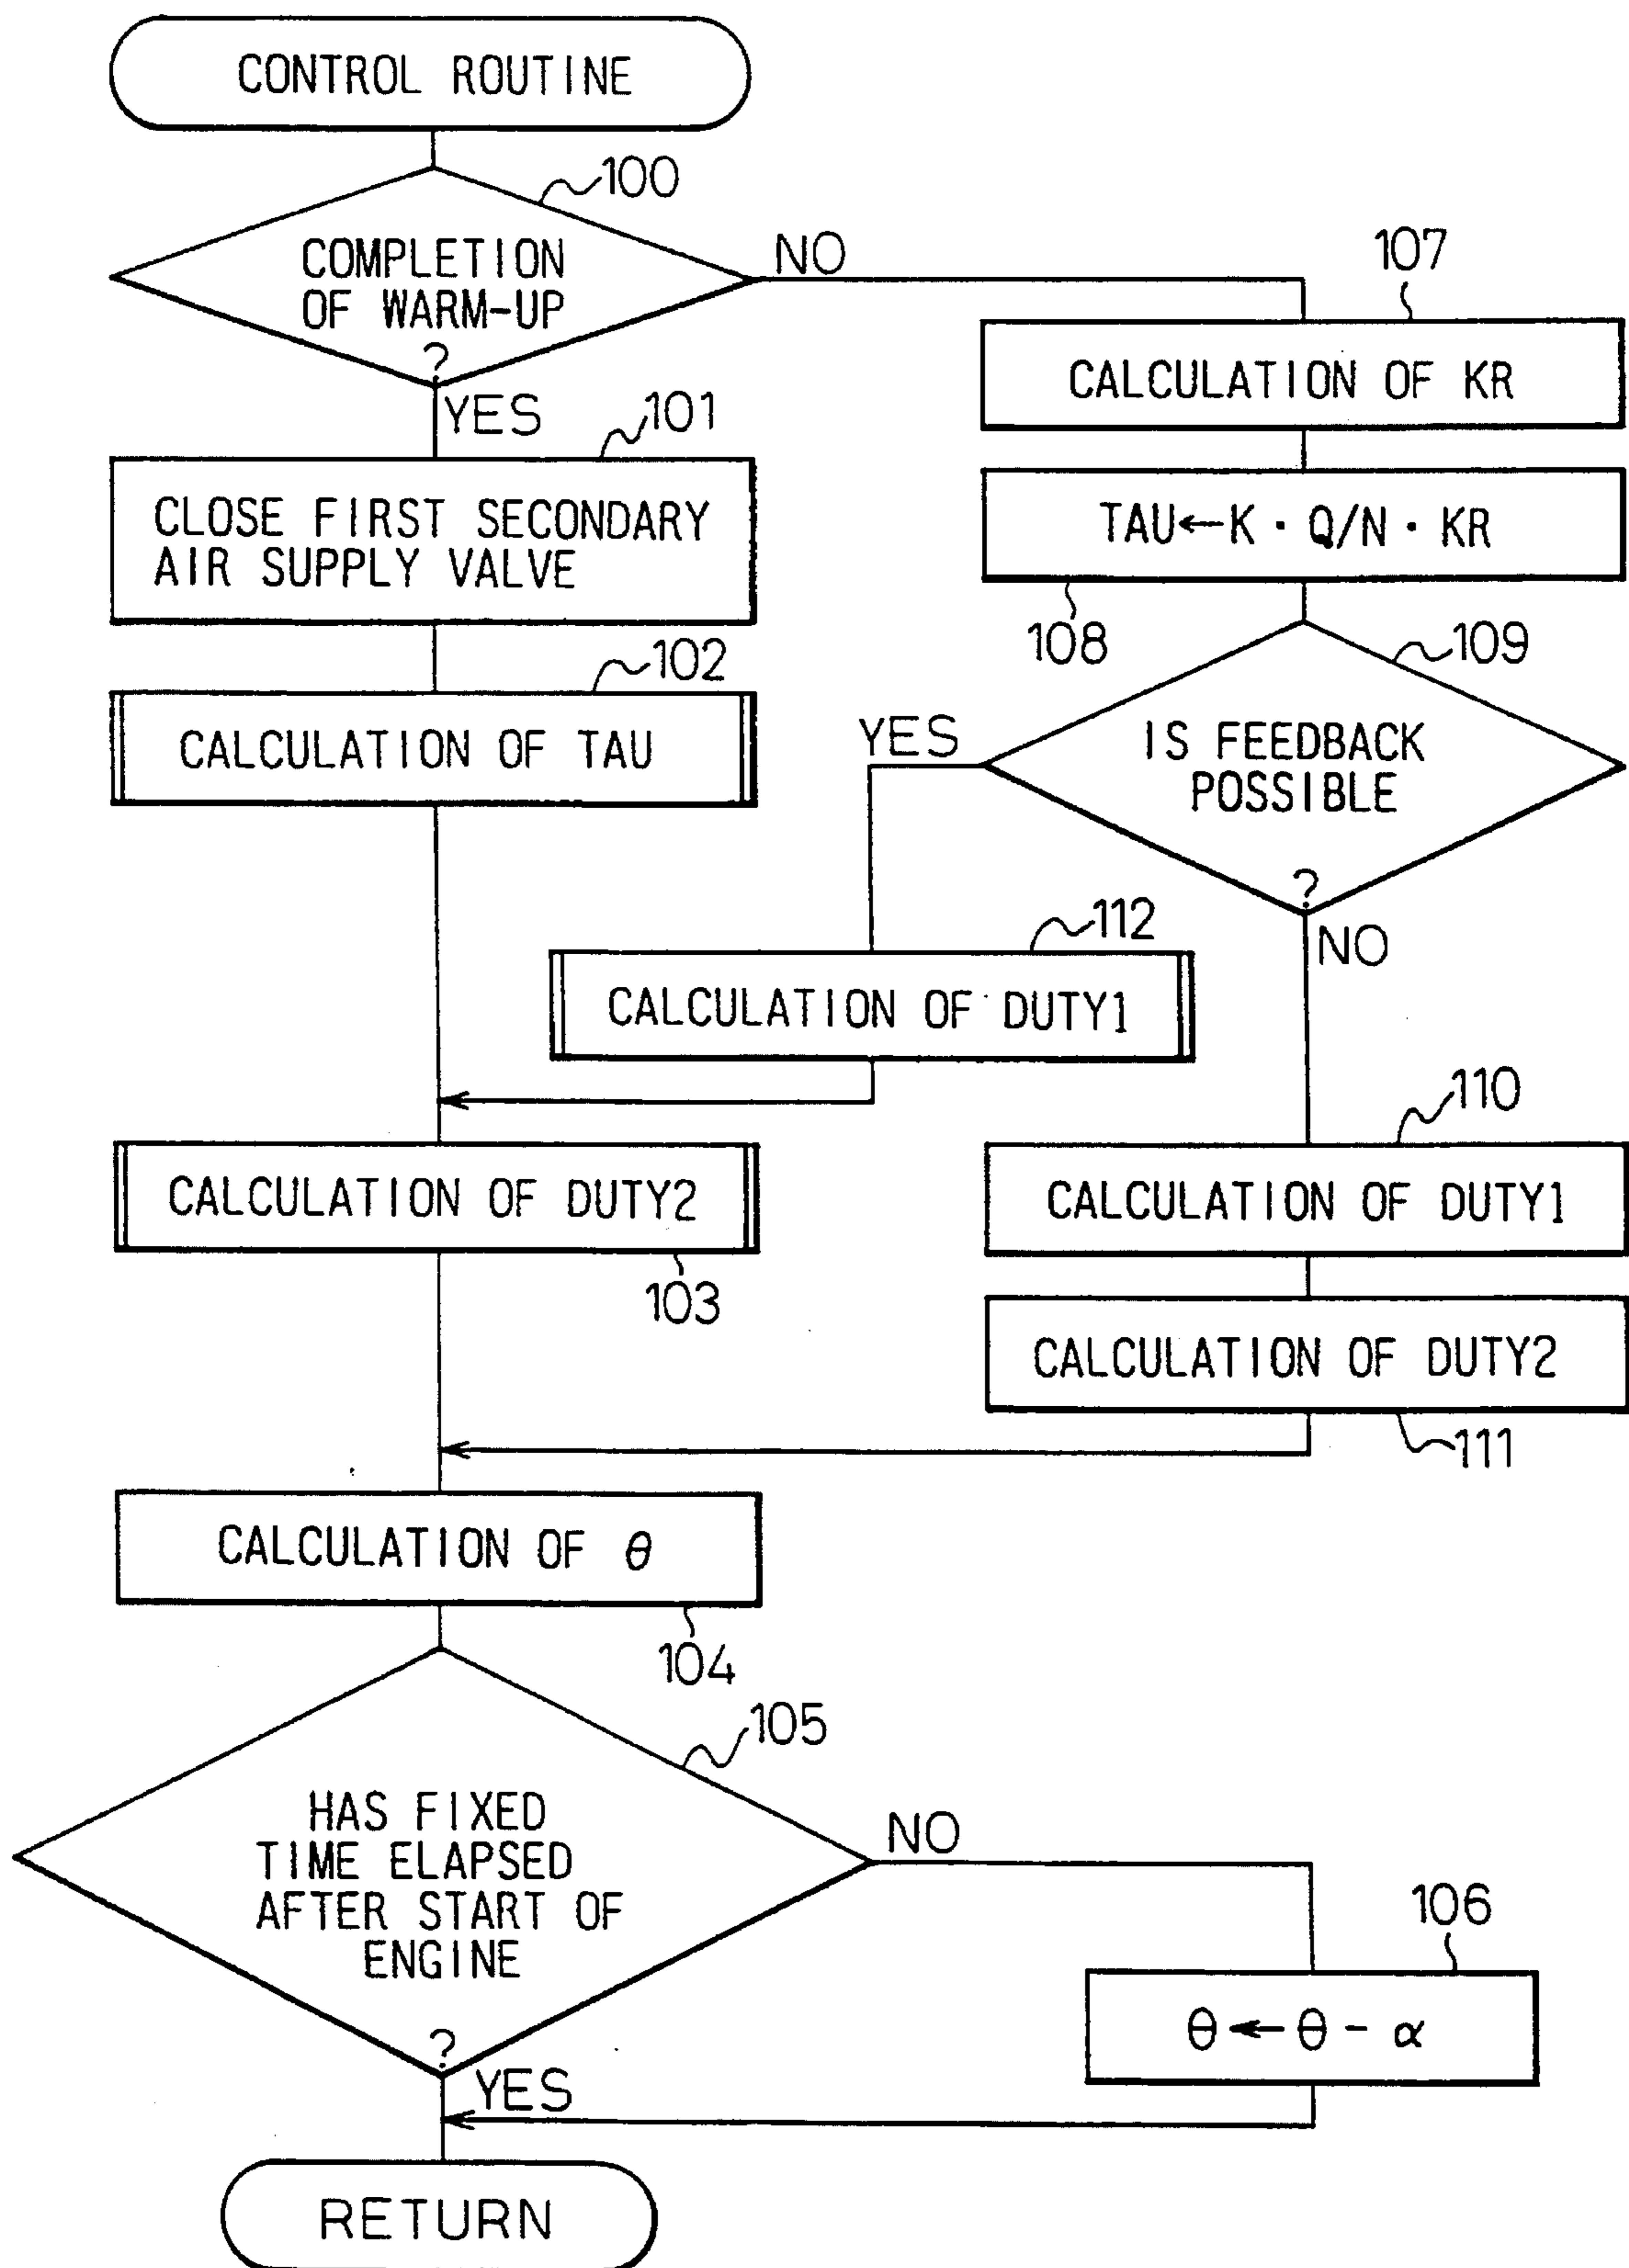 CONTROL ROUTINE
100
COMPLETION
OF WARM-UP
?
NO
YES
107
CALCULATION OF KR
101
CLOSE FIRST SECONDARY
AIR SUPPLY VALVE
TAU←K · Q/N · KR
108
102
CALCULATION OF TAU
109
IS FEEDBACK
POSSIBLE
?
YES
NO
112
CALCULATION OF DUTY1
110
CALCULATION OF DUTY1
CALCULATION OF DUTY2
103
CALCULATION OF DUTY2
111
CALCULATION OF θ
104
105
HAS FIXED
TIME ELAPSED
AFTER START OF
ENGINE
?
NO
YES
106
θ←θ - α
RETURN